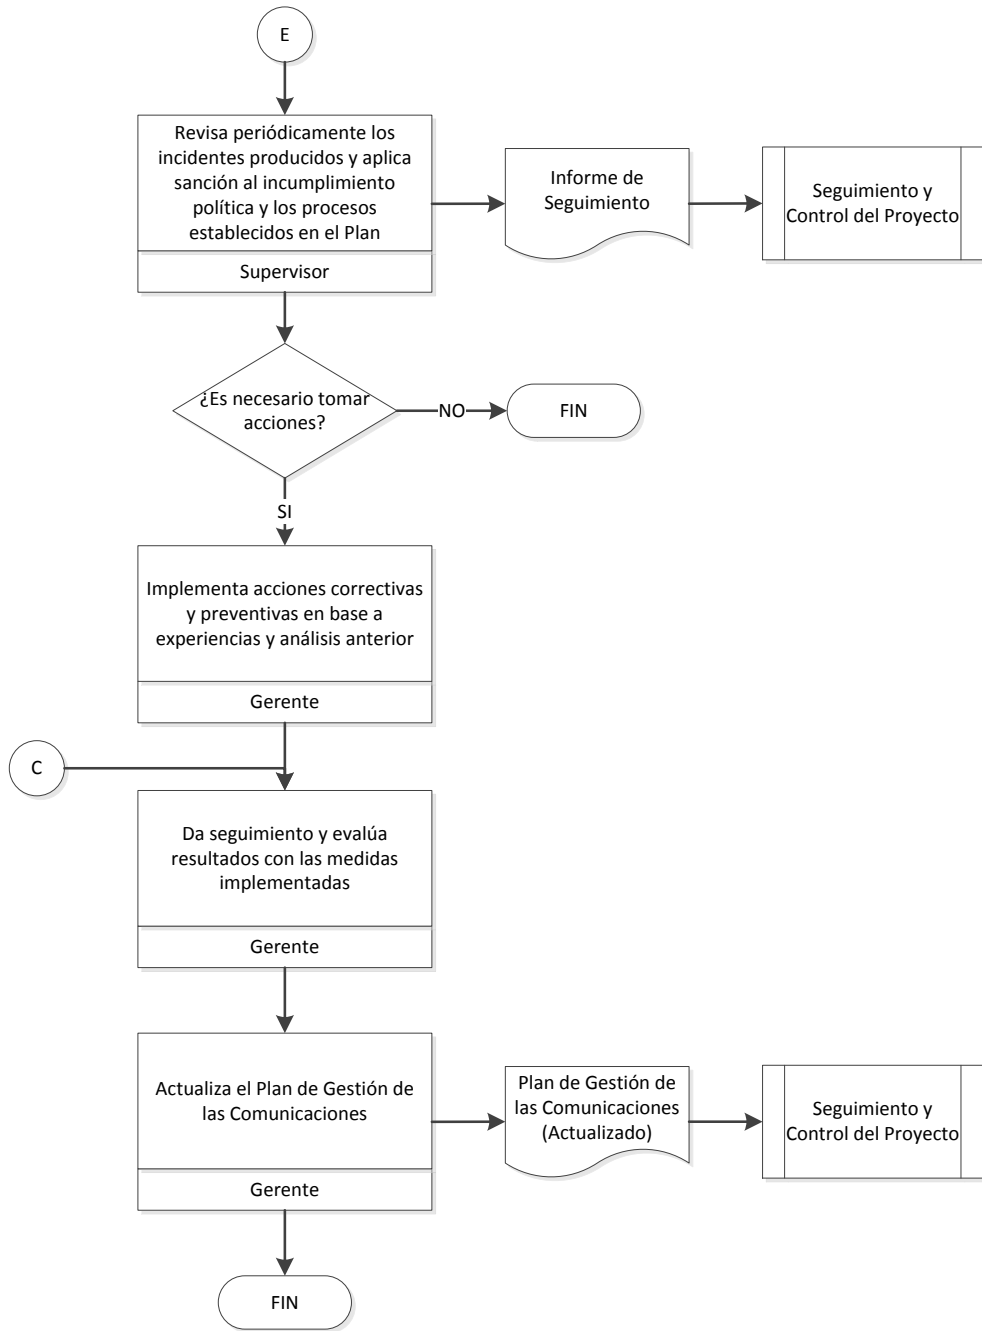 E
Revisa periódicamente los
incidentes producidos y aplica
sanción al incumplimiento
política y los procesos
establecidos en el Plan
Supervisor
Informe de
Seguimiento
Seguimiento y
Control del Proyecto
¿Es necesario tomar
acciones?
NO
FIN
SI
Implementa acciones correctivas
y preventivas en base a
experiencias y análisis anterior
Gerente
C
Da seguimiento y evalúa
resultados con las medidas
implementadas
Gerente
Actualiza el Plan de Gestión de
las Comunicaciones
Gerente
Plan de Gestión de
las Comunicaciones
(Actualizado)
Seguimiento y
Control del Proyecto
FIN